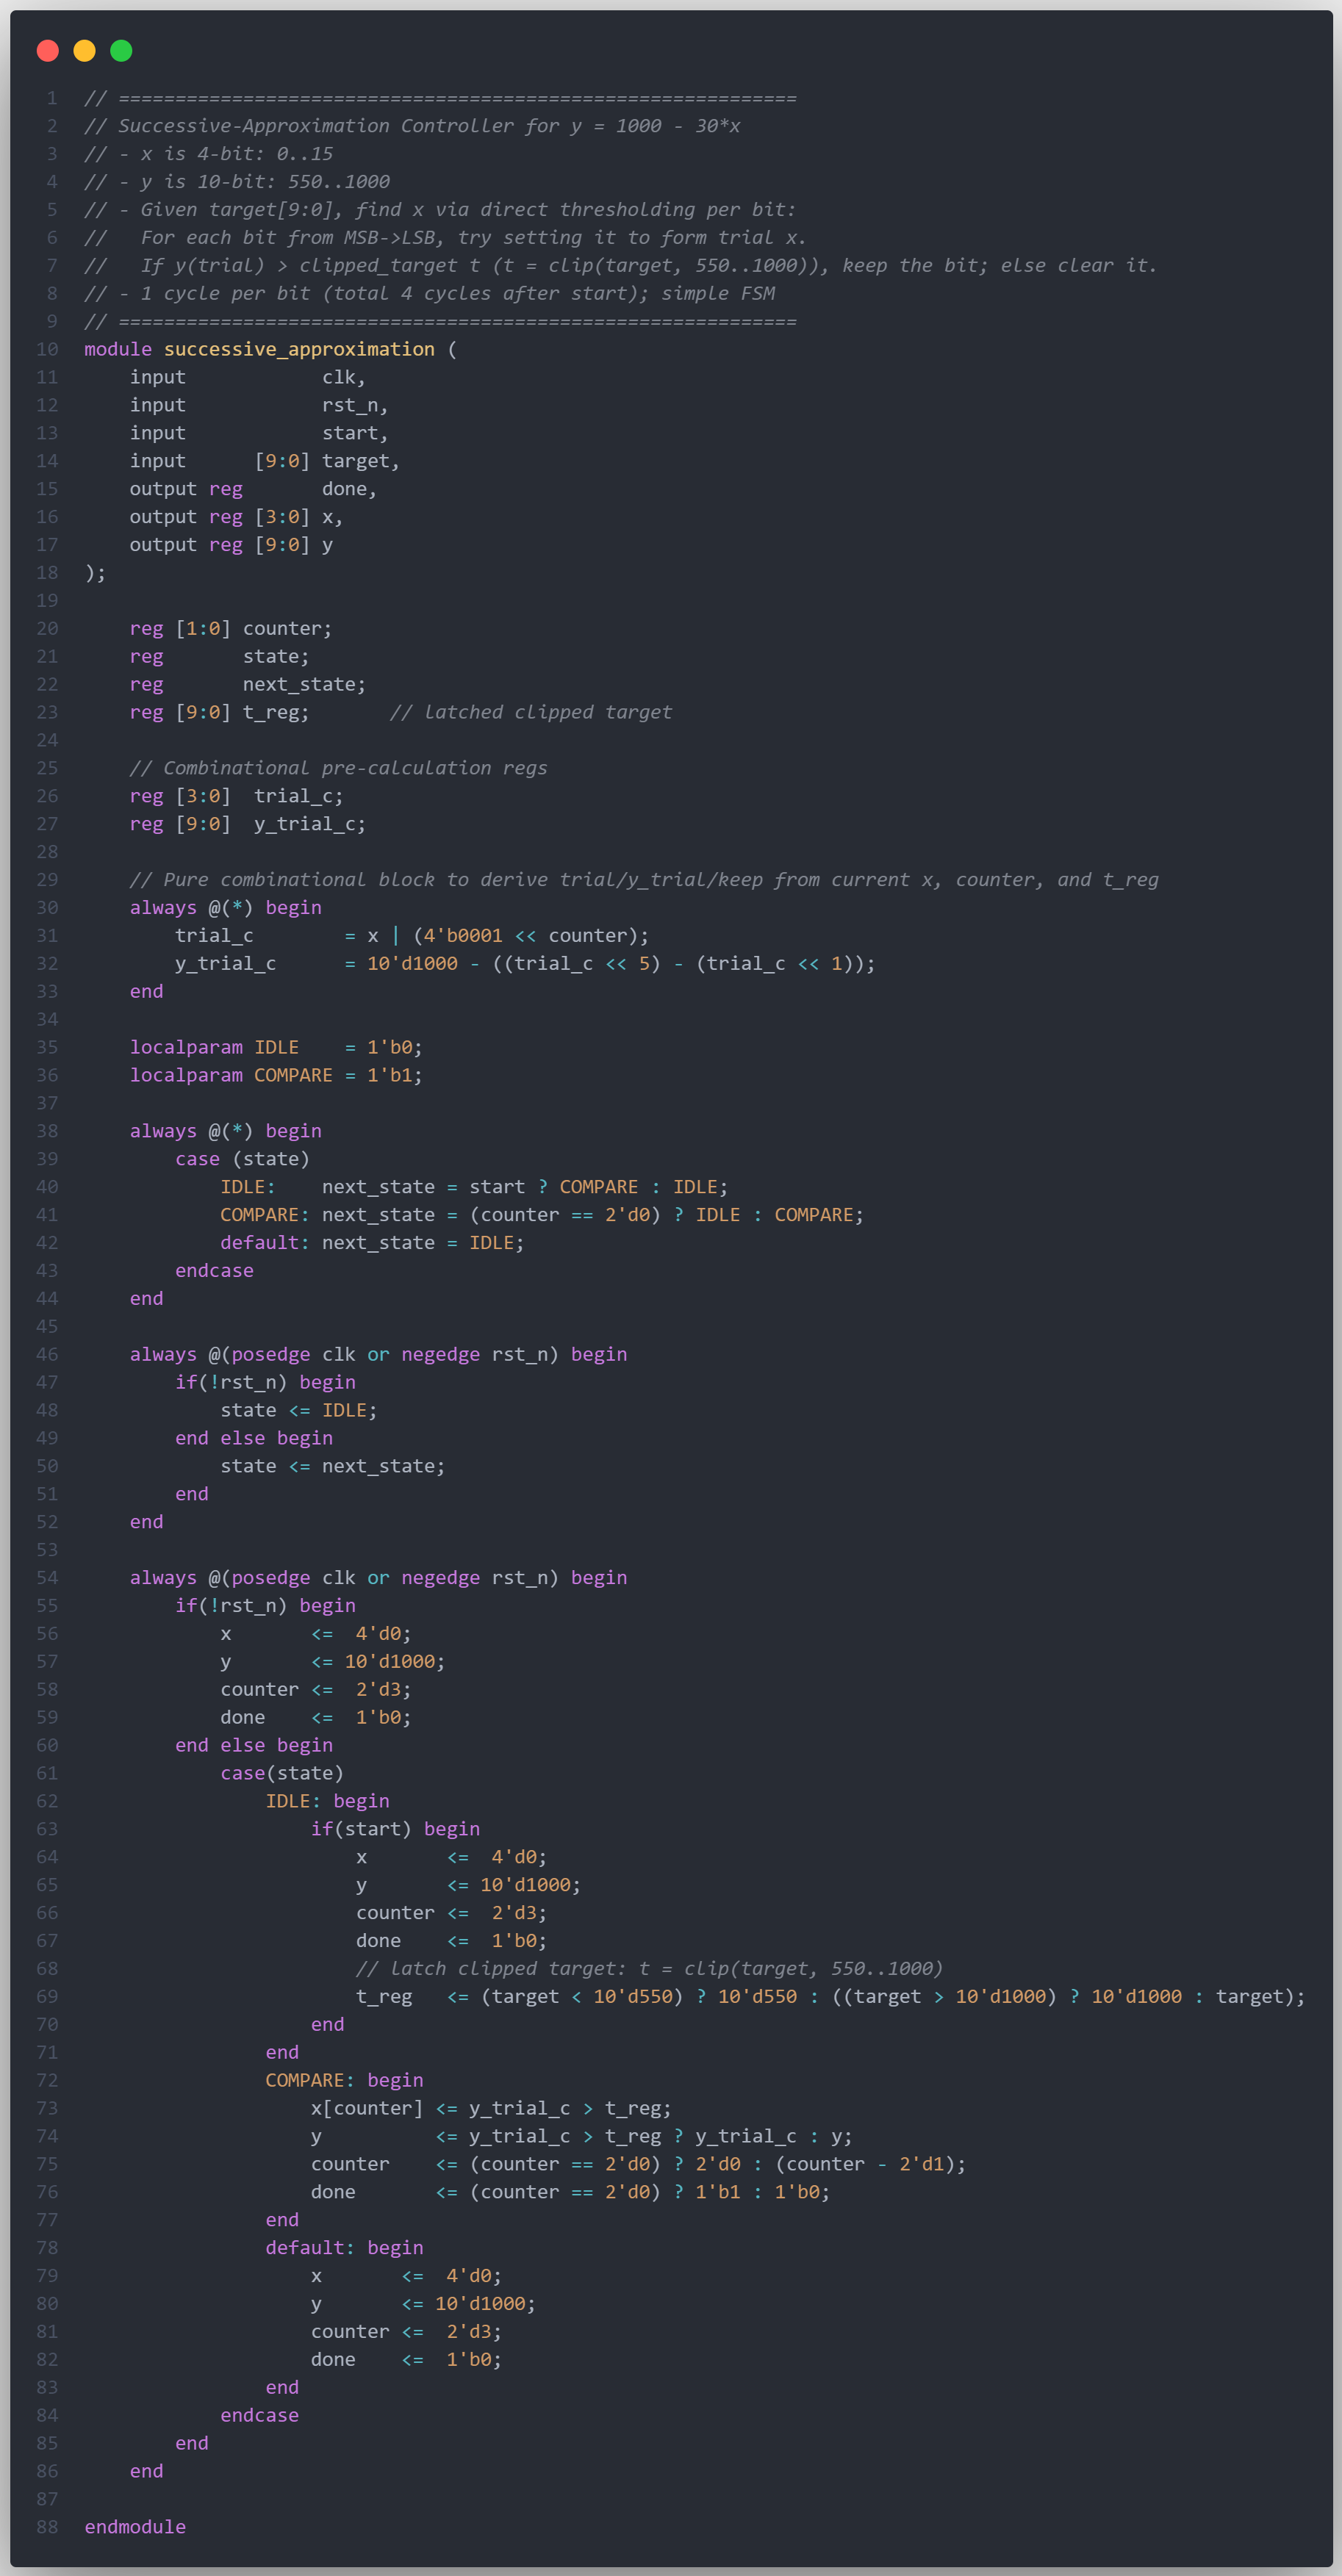 1 // ============================================================
2 // Successive-Approximation Controller for y = 1000 - 30*x
3 // - x is 4-bit: 0..15
4 // - y is 10-bit: 550..1000
5 // - Given target[9:0], find x via direct thresholding per bit:
6 //   For each bit from MSB->LSB, try setting it to form trial x.
7 //   If y(trial) > clipped_target t (t = clip(target, 550..1000)), keep the bit; else clear it.
8 // - 1 cycle per bit (total 4 cycles after start); simple FSM
9 // ============================================================
10 module successive_approximation (
11     input            clk,
12     input            rst_n,
13     input            start,
14     input      [9:0] target,
15     output reg       done,
16     output reg [3:0] x,
17     output reg [9:0] y
18 );
19
20     reg [1:0] counter;
21     reg       state;
22     reg       next_state;
23     reg [9:0] t_reg;       // latched clipped target
24
25     // Combinational pre-calculation regs
26     reg [3:0]  trial_c;
27     reg [9:0]  y_trial_c;
28
29     // Pure combinational block to derive trial/y_trial/keep from current x, counter, and t_reg
30     always @(*) begin
31         trial_c        = x | (4'b0001 << counter);
32         y_trial_c      = 10'd1000 - ((trial_c << 5) - (trial_c << 1));
33     end
34
35     localparam IDLE    = 1'b0;
36     localparam COMPARE = 1'b1;
37
38     always @(*) begin
39         case (state)
40             IDLE:    next_state = start ? COMPARE : IDLE;
41             COMPARE: next_state = (counter == 2'd0) ? IDLE : COMPARE;
42             default: next_state = IDLE;
43         endcase
44     end
45
46     always @(posedge clk or negedge rst_n) begin
47         if(!rst_n) begin
48             state <= IDLE;
49         end else begin
50             state <= next_state;
51         end
52     end
53
54     always @(posedge clk or negedge rst_n) begin
55         if(!rst_n) begin
56             x       <=  4'd0;
57             y       <= 10'd1000;
58             counter <=  2'd3;
59             done    <=  1'b0;
60         end else begin
61             case(state)
62                 IDLE: begin
63                     if(start) begin
64                         x       <=  4'd0;
65                         y       <= 10'd1000;
66                         counter <=  2'd3;
67                         done    <=  1'b0;
68                         // latch clipped target: t = clip(target, 550..1000)
69                         t_reg   <= (target < 10'd550) ? 10'd550 : ((target > 10'd1000) ? 10'd1000 : target);
70                     end
71                 end
72                 COMPARE: begin
73                     x[counter] <= y_trial_c > t_reg;
74                     y          <= y_trial_c > t_reg ? y_trial_c : y;
75                     counter    <= (counter == 2'd0) ? 2'd0 : (counter - 2'd1);
76                     done       <= (counter == 2'd0) ? 1'b1 : 1'b0;
77                 end
78                 default: begin
79                     x       <=  4'd0;
80                     y       <= 10'd1000;
81                     counter <=  2'd3;
82                     done    <=  1'b0;
83                 end
84             endcase
85         end
86     end
87
88 endmodule